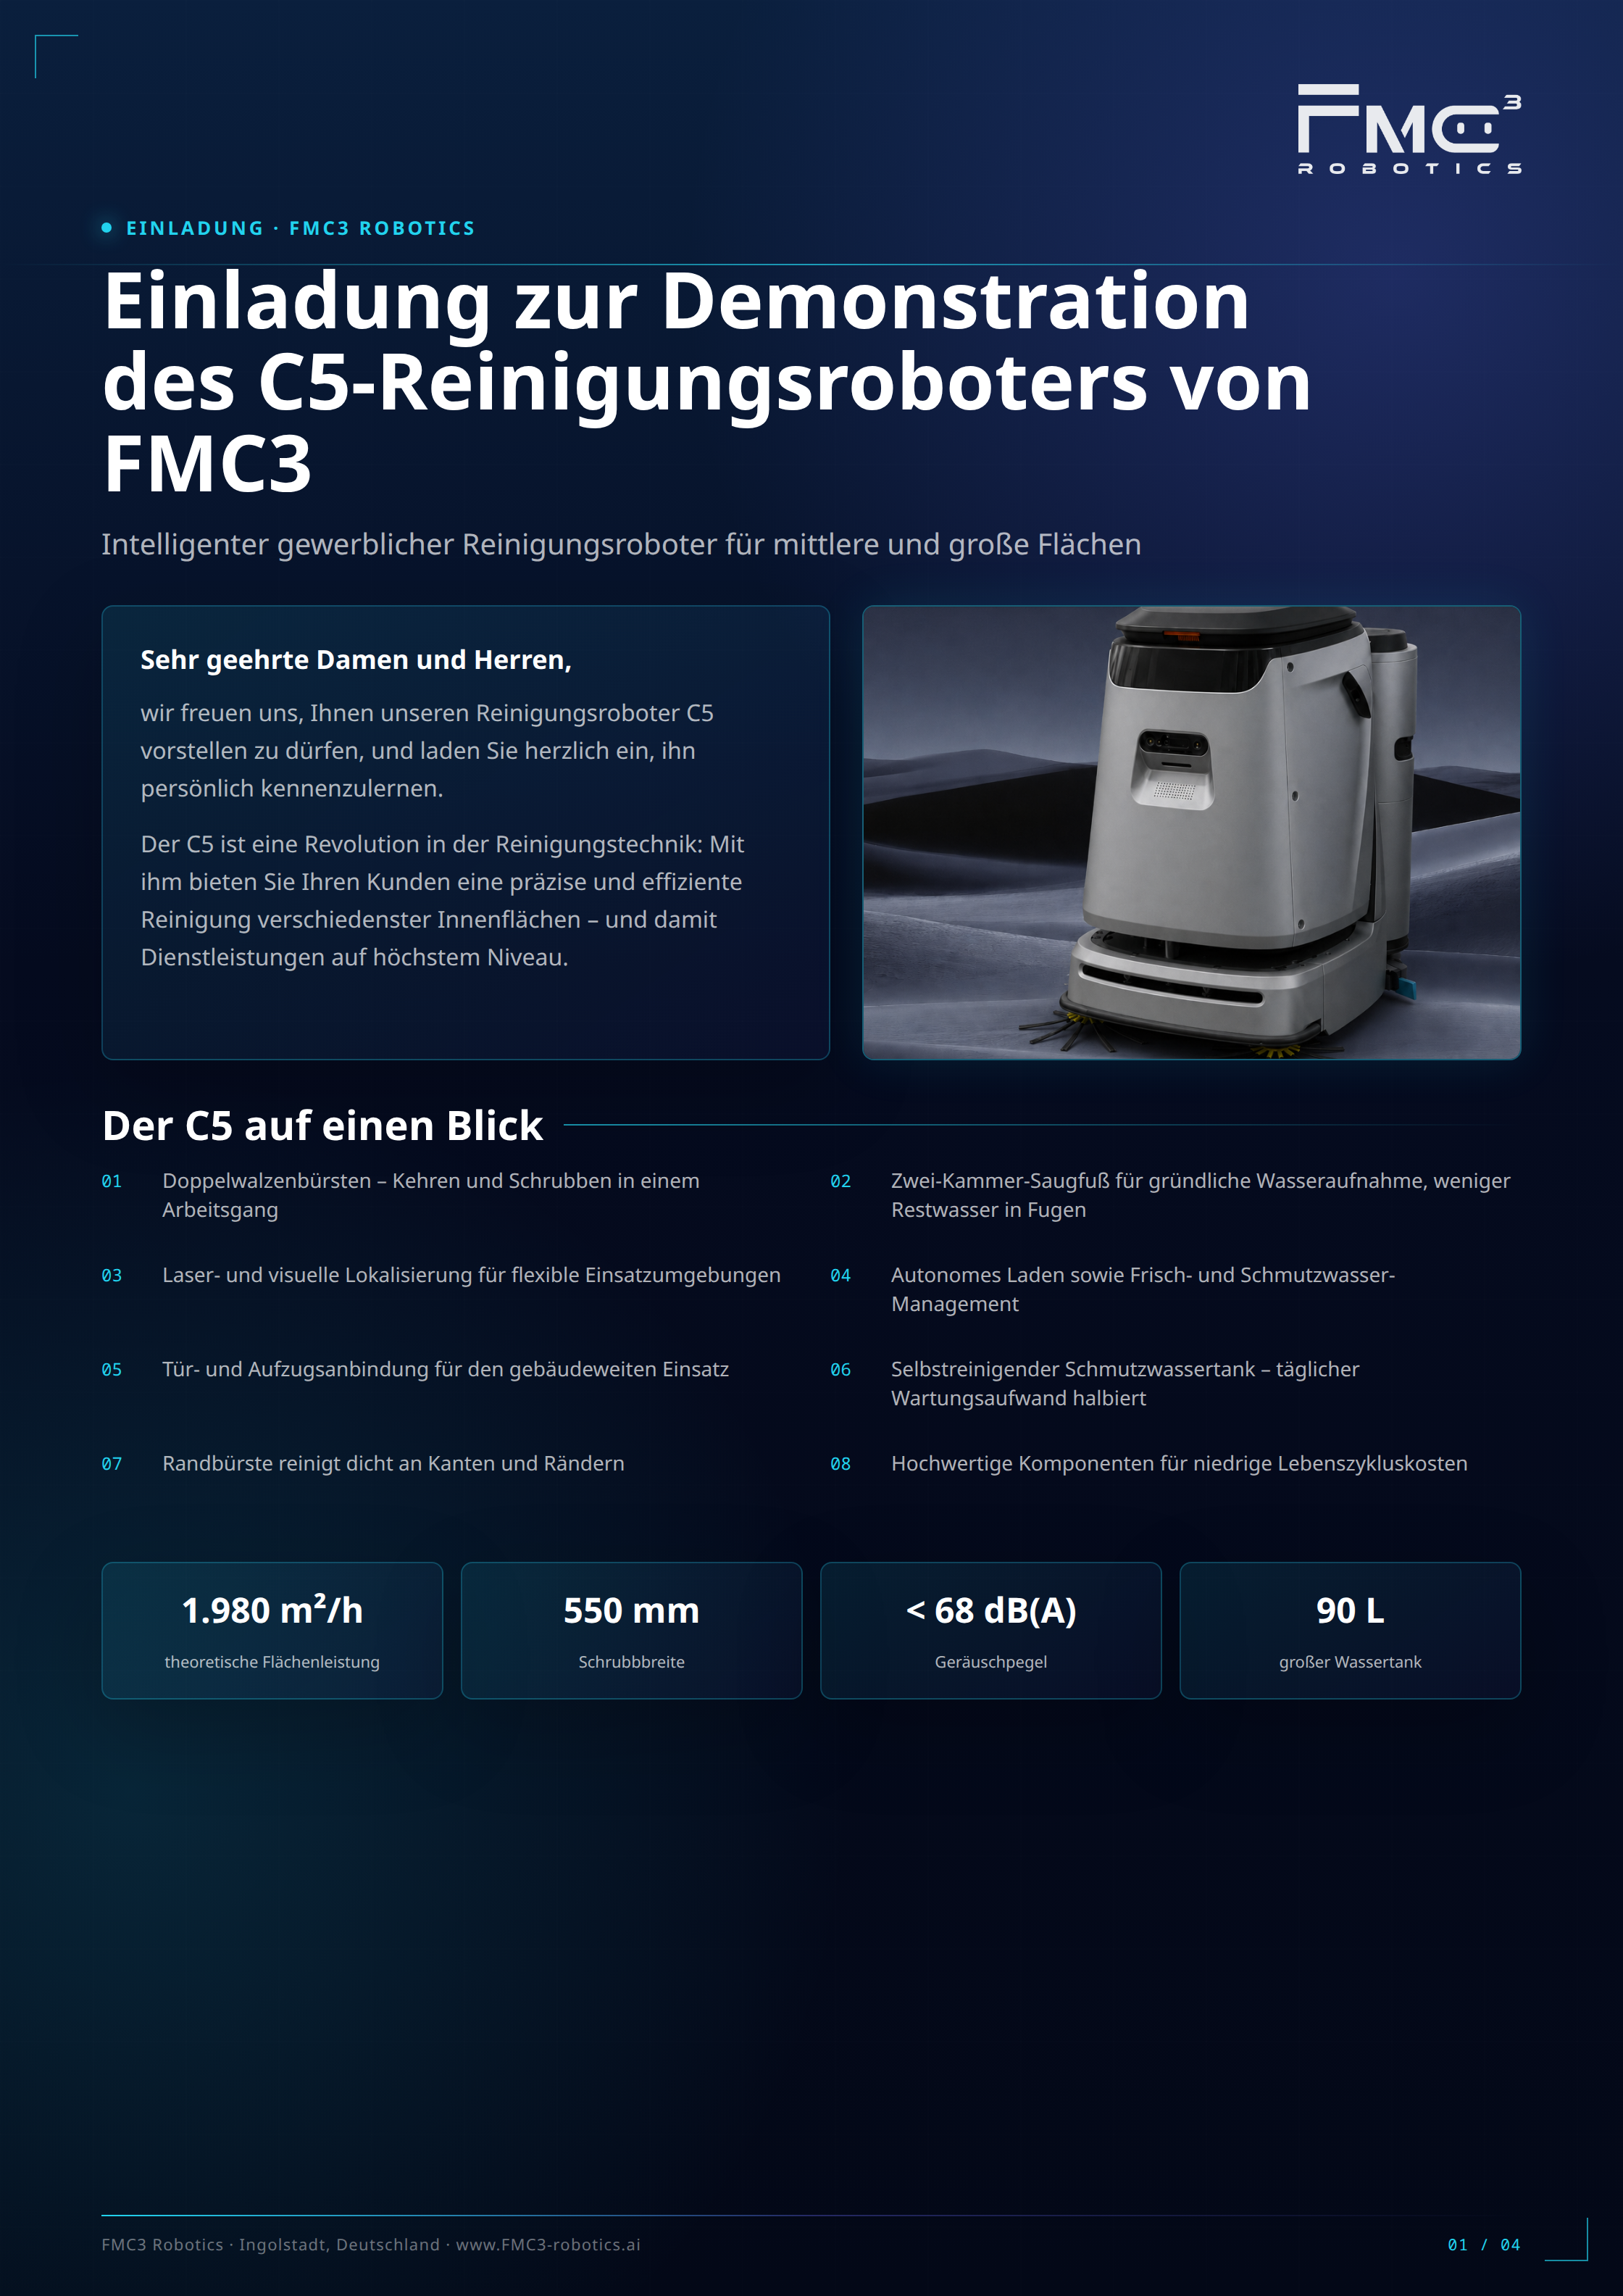 FMC3
ROBOTICS
EINLADUNG · FMC3 ROBOTICS
Einladung zur Demonstration
des C5-Reinigungsroboters von
FMC3
Intelligenter gewerblicher Reinigungsroboter für mittlere und große Flächen
Sehr geehrte Damen und Herren,
wir freuen uns, Ihnen unseren Reinigungsroboter C5
vorstellen zu dürfen, und laden Sie herzlich ein, ihn
persönlich kennenzulernen.
Der C5 ist eine Revolution in der Reinigungstechnik: Mit
ihm bieten Sie Ihren Kunden eine präzise und effiziente
Reinigung verschiedenster Innenflächen – und damit
Dienstleistungen auf höchstem Niveau.
Der C5 auf einen Blick
01 Doppelwalzenbürsten – Kehren und Schrubben in einem
Arbeitsgang
02 Zwei-Kammer-Saugfuß für gründliche Wasseraufnahme, weniger
Restwasser in Fugen
03 Laser- und visuelle Lokalisierung für flexible Einsatzumgebungen
04 Autonomes Laden sowie Frisch- und Schmutzwasser-
Management
05 Tür- und Aufzugsanbindung für den gebäudeweiten Einsatz
06 Selbstreinigender Schmutzwassertank – täglicher
Wartungsaufwand halbiert
07 Randbürste reinigt dicht an Kanten und Rändern
08 Hochwertige Komponenten für niedrige Lebenszykluskosten
1.980 m²/h
theoretische Flächenleistung
550 mm
Schrubbbreite
< 68 dB(A)
Geräuschpegel
90 L
großer Wassertank
FMC3 Robotics · Ingolstadt, Deutschland · www.FMC3-robotics.ai
01 / 04